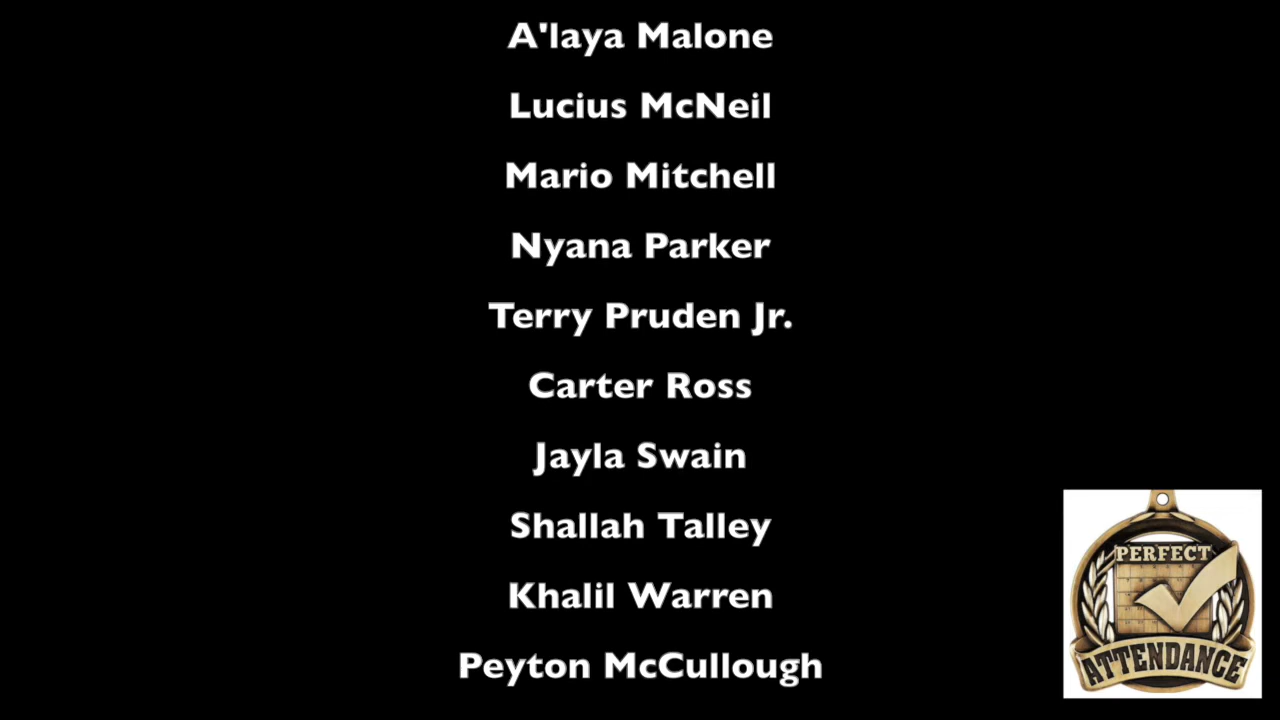 A'laya Malone
Lucius McNeil
Mario Mitchell
Nyana Parker
Terry Pruden Jr.
Carter Ross
Jayla Swain
Shallah Talley
Khalil Warren
Peyton McCullough
PERFECT
ATTENDANCE